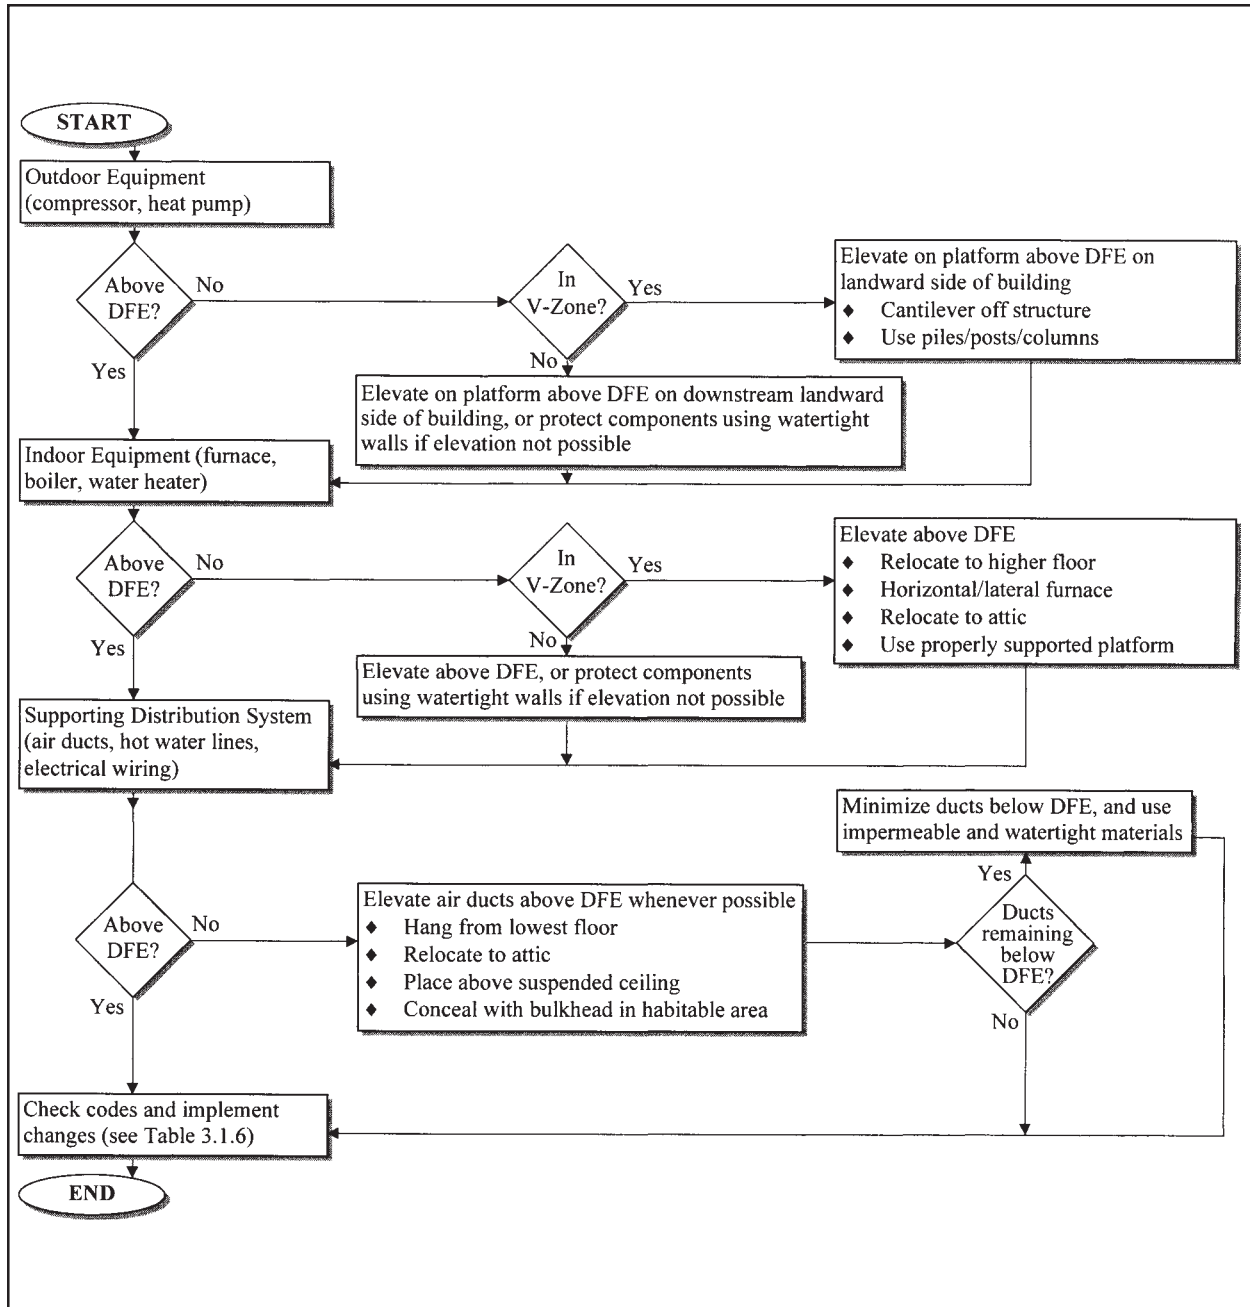 START
Outdoor Equipment
(compressor, heat pump)
Above
DFE?
No
Yes
In
V-Zone?
Yes
No
Elevate on platform above DFE on
landward side of building
♦ Cantilever off structure
♦ Use piles/posts/columns
Elevate on platform above DFE on downstream landward
side of building, or protect components using watertight
walls if elevation not possible
Indoor Equipment (furnace,
boiler, water heater)
Above
DFE?
No
Yes
In
V-Zone?
Yes
No
Elevate above DFE
♦ Relocate to higher floor
♦ Horizontal/lateral furnace
♦ Relocate to attic
♦ Use properly supported platform
Elevate above DFE, or protect components
using watertight walls if elevation not possible
Supporting Distribution System
(air ducts, hot water lines,
electrical wiring)
Above
DFE?
No
Yes
Elevate air ducts above DFE whenever possible
♦ Hang from lowest floor
♦ Relocate to attic
♦ Place above suspended ceiling
♦ Conceal with bulkhead in habitable area
Minimize ducts below DFE, and use
impermeable and watertight materials
Yes
Ducts
remaining
below
DFE?
No
Check codes and implement
changes (see Table 3.1.6)
END